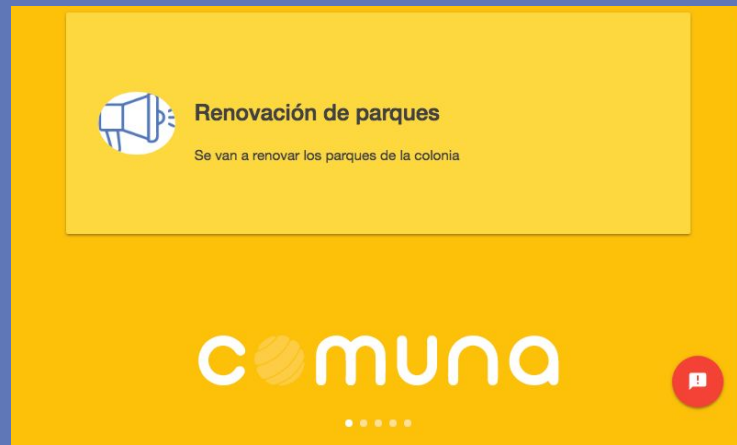 Renovación de parques
Se van a renovar los parques de la colonia
comuna